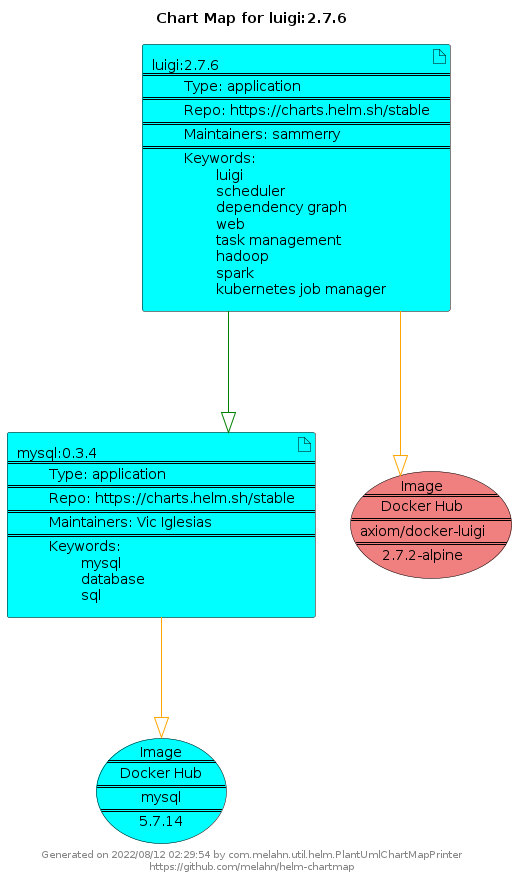 Chart Map for luigi:2.7.6
luigi:2.7.6
Type: application
Repo: https://charts.helm.sh/stable
Maintainers: sammerry
Keywords:
luigi
scheduler
dependency graph
web
task management
hadoop
spark
kubernetes job manager
mysql:0.3.4
Type: application
Repo: https://charts.helm.sh/stable
Maintainers: Vic Iglesias
Keywords:
mysql
database
sql
Image
Docker Hub
axiom/docker-luigi
2.7.2-alpine
Image
Docker Hub
mysql
5.7.14
Generated on 2022/08/12 02:29:54 by com.melahn.util.helm.PlantUmlChartMapPrinter
https://github.com/melahn/helm-chartmap